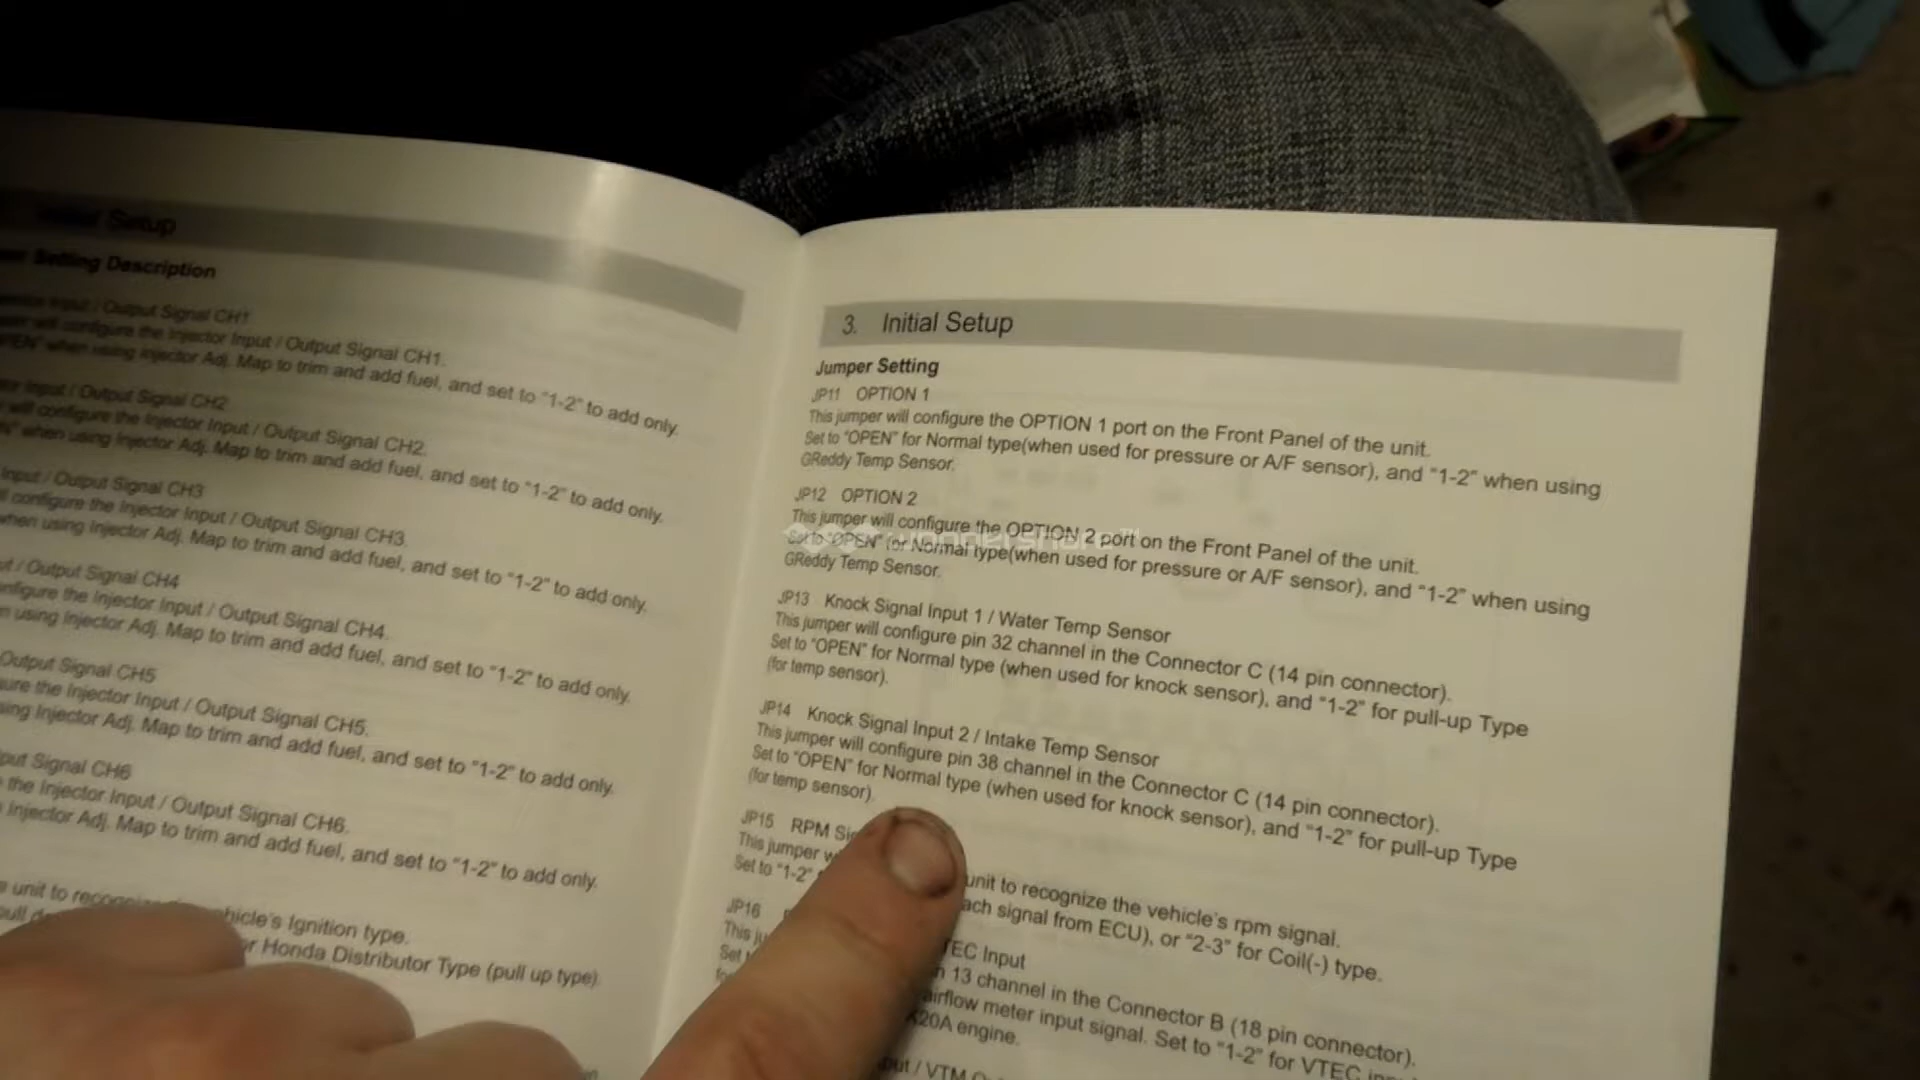 Setup
Setting Description
Input / Output Signal CH1
will configure the Injector Input / Output Signal CH1.
when using Injector Adj. Map to trim and add fuel, and set to “1-2” to add only.
Input / Output Signal CH2
will configure the Injector Input / Output Signal CH2.
when using Injector Adj. Map to trim and add fuel, and set to “1-2” to add only.
Input / Output Signal CH3
configure the Injector Input / Output Signal CH3.
when using Injector Adj. Map to trim and add fuel, and set to “1-2” to add only.
/ Output Signal CH4
the Injector Input / Output Signal CH4.
using Injector Adj. Map to trim and add fuel, and set to “1-2” to add only.
Output Signal CH5
the Injector Input / Output Signal CH5.
Injector Adj. Map to trim and add fuel, and set to “1-2” to add only.
Signal CH6
the Injector Input / Output Signal CH6.
Injector Adj. Map to trim and add fuel, and set to “1-2” to add only.
unit to Ignition type.
Honda Distributor Type (pull up type)
3. Initial Setup
Jumper Setting
JP11 OPTION 1
This jumper will configure the OPTION 1 port on the Front Panel of the unit.
Set to “OPEN” for Normal type(when used for pressure or A/F sensor), and “1-2” when using
GReddy Temp Sensor.
JP12 OPTION 2
This jumper will configure the OPTION 2 port on the Front Panel of the unit.
Set to “OPEN” for Normal type(when used for pressure or A/F sensor), and “1-2” when using
GReddy Temp Sensor.
JP13 Knock Signal Input 1 / Water Temp Sensor
This jumper will configure pin 32 channel in the Connector C (14 pin connector).
Set to “OPEN” for Normal type (when used for knock sensor), and “1-2” for pull-up Type
(for temp sensor).
JP14 Knock Signal Input 2 / Intake Temp Sensor
This jumper will configure pin 38 channel in the Connector C (14 pin connector).
Set to “OPEN” for Normal type (when used for knock sensor), and “1-2” for pull-up Type
(for temp sensor).
JP15 RPM
This jumper unit to recognize the vehicle’s rpm signal.
Set to “1-2” signal from ECU), or “2-3” for Coil(-) type.
JP16 Input
This 13 channel in the Connector B (18 pin connector).
Set airflow meter input signal. Set to “1-2” for VTEC
K20A engine.
/ VTM